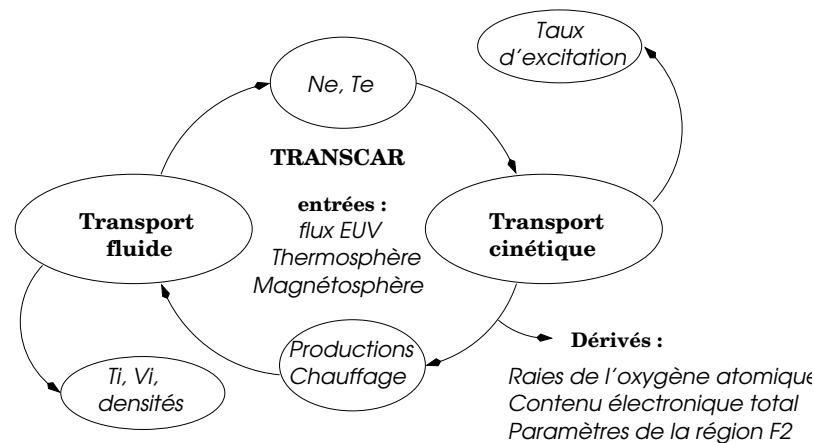 Taux
d'excitation
Ne, Te
TRANSCAR
entrées :
flux EUV
Thermosphère
Magnétosphère
Transport
fluide
Transport
cinétique
Productions
Chauffage
Ti, Vi,
densités
Dérivés :
Raies de l'oxygène atomique
Contenu électronique total
Paramètres de la région F2